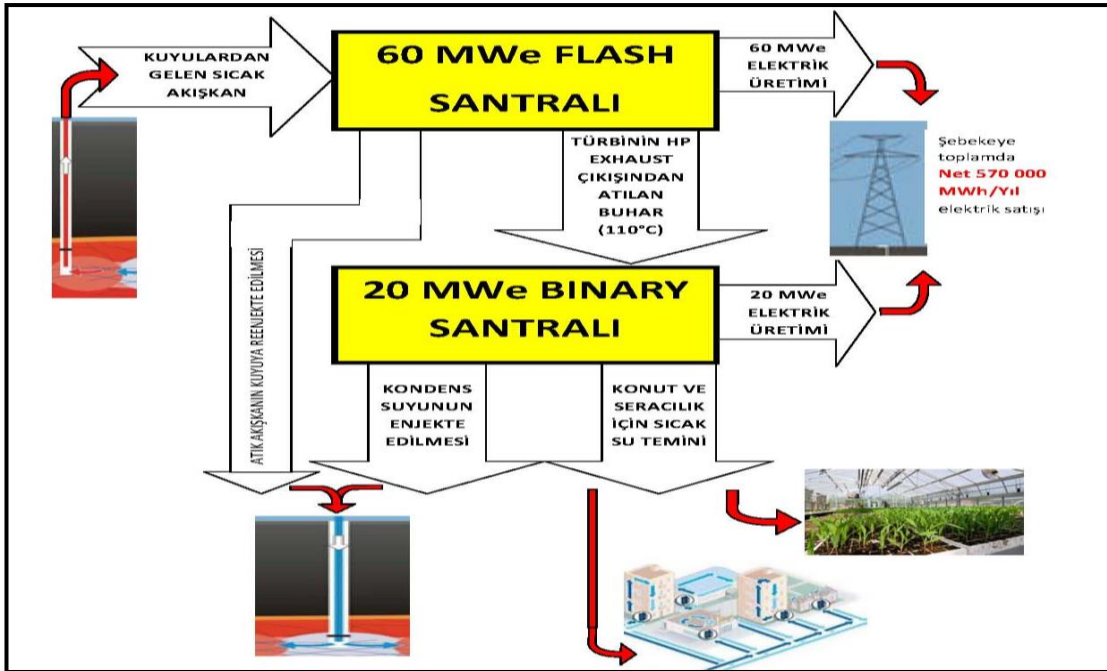 KUYULARDAN
GELEN SICAK
AKIŞKAN
60 MWe FLASH
SANTRALI
60 MWe
ELEKTRİK
ÜRETİMİ
TÜRBİNİN HP
EXHAUST
ÇIKIŞINDAN
ATILAN
BUHAR
(110°C)
Şebekeye
toplamda
Net 570 000
MWh/Yıl
elektrik satışı
ATIK AKIŞKANIN KUYUYA REENJEKTE EDİLMESİ
20 MWe BINARY
SANTRALI
20 MWe
ELEKTRİK
ÜRETİMİ
KONDENS
SUYUNUN
ENJEKTE
EDİLMESİ
KONUT VE
SERACILIK
İÇİN SICAK
SU TEMİNİ